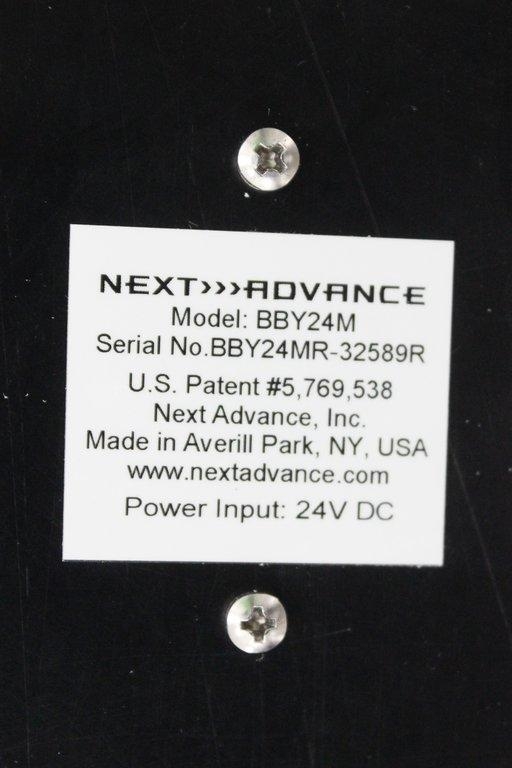 NEXT>>>ADVANCE
Model: BBY24M
Serial No.BBY24MR-32589R
U.S. Patent #5,769,538
Next Advance, Inc.
Made in Averill Park, NY, USA
www.nextadvance.com
Power Input: 24V DC